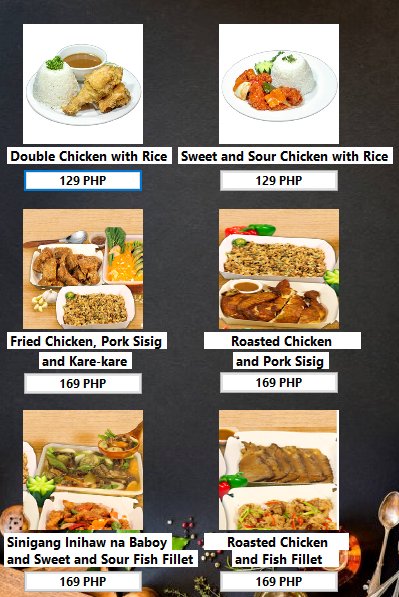 Double Chicken with Rice
Sweet and Sour Chicken with Rice
129 PHP
129 PHP
Fried Chicken, Pork Sisig
and Kare-kare
Roasted Chicken
and Pork Sisig
169 PHP
169 PHP
Sinigang Inihaw na Baboy
and Sweet and Sour Fish Fillet
Roasted Chicken
and Fish Fillet
169 PHP
169 PHP